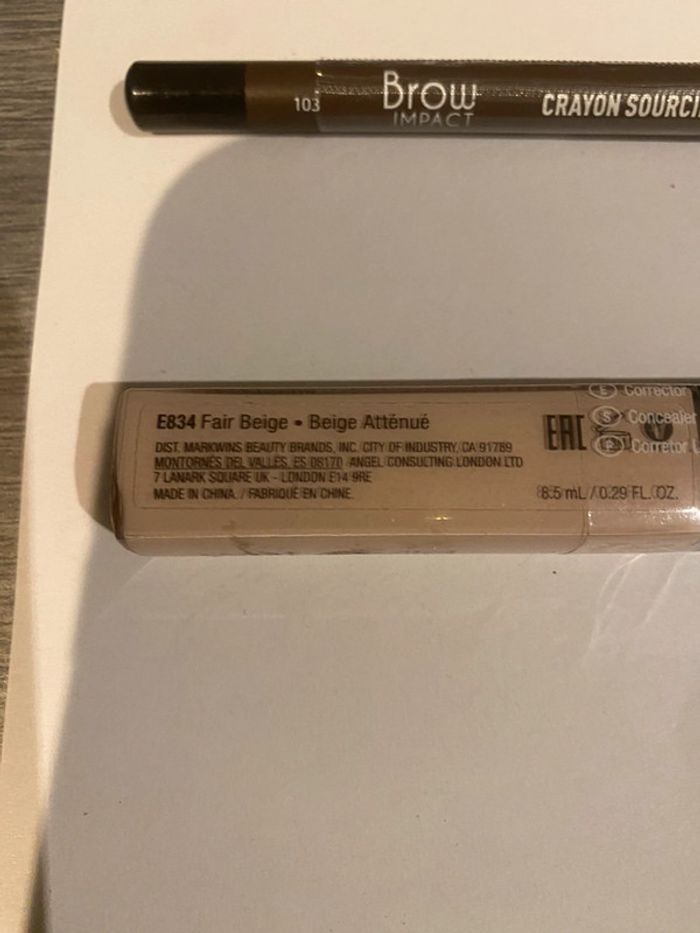 103
Brow
IMPACT
CRAYON SOURCI
E834 Fair Beige • Beige Atténué
DIST. MARKWINS BEAUTY BRANDS, INC. CITY OF INDUSTRY, CA 91789
MONTORNÉS DEL VALLÉS, ES 08170 ANGEL CONSULTING LONDON LTD
7 LANARK SQUARE UK - LONDON E14 9RE
MADE IN CHINA. / FABRIQUÉ EN CHINE.
EAC
E Corrector
S Concealer
P Corretor L
8.5 mL / 0.29 FL. OZ.